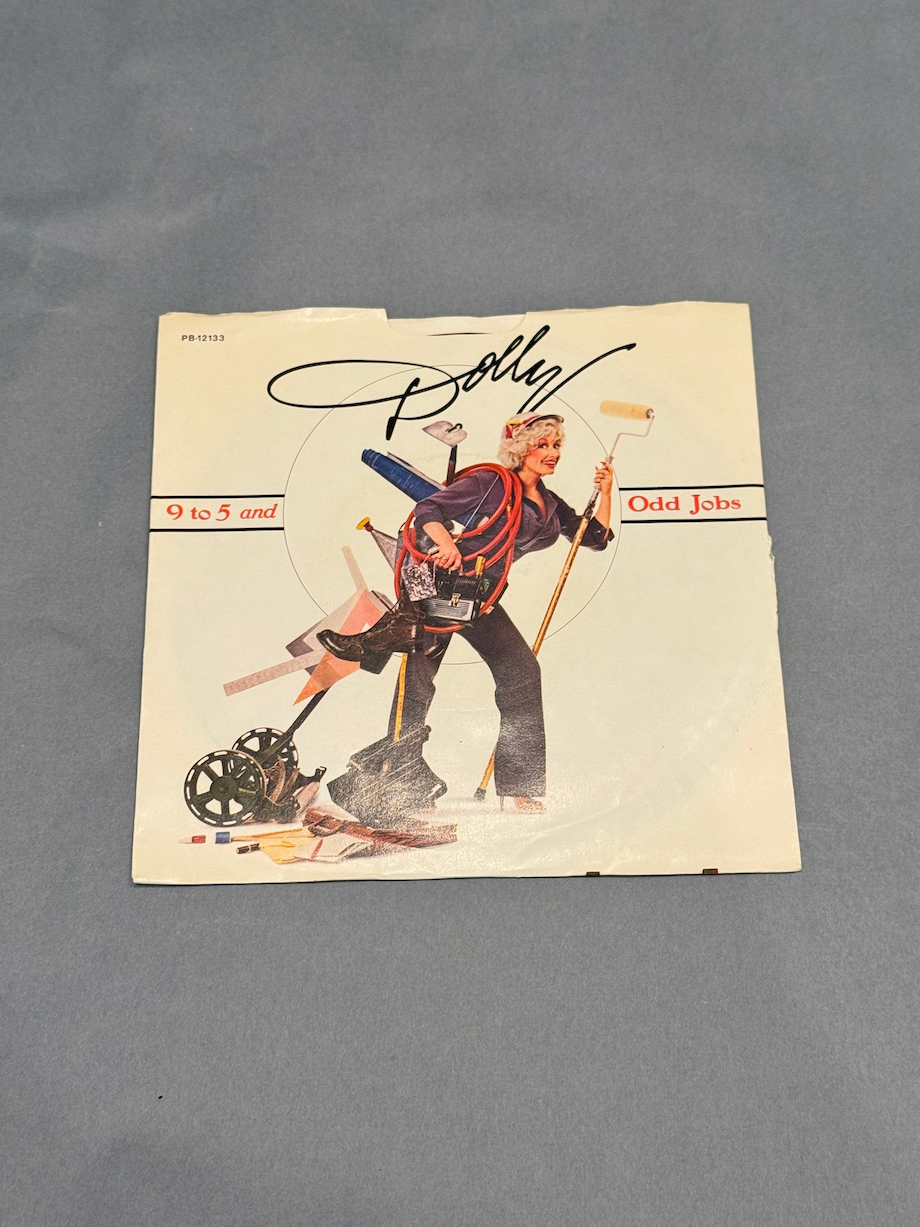 PB-12133
Dolly
9 to 5 and
Odd Jobs